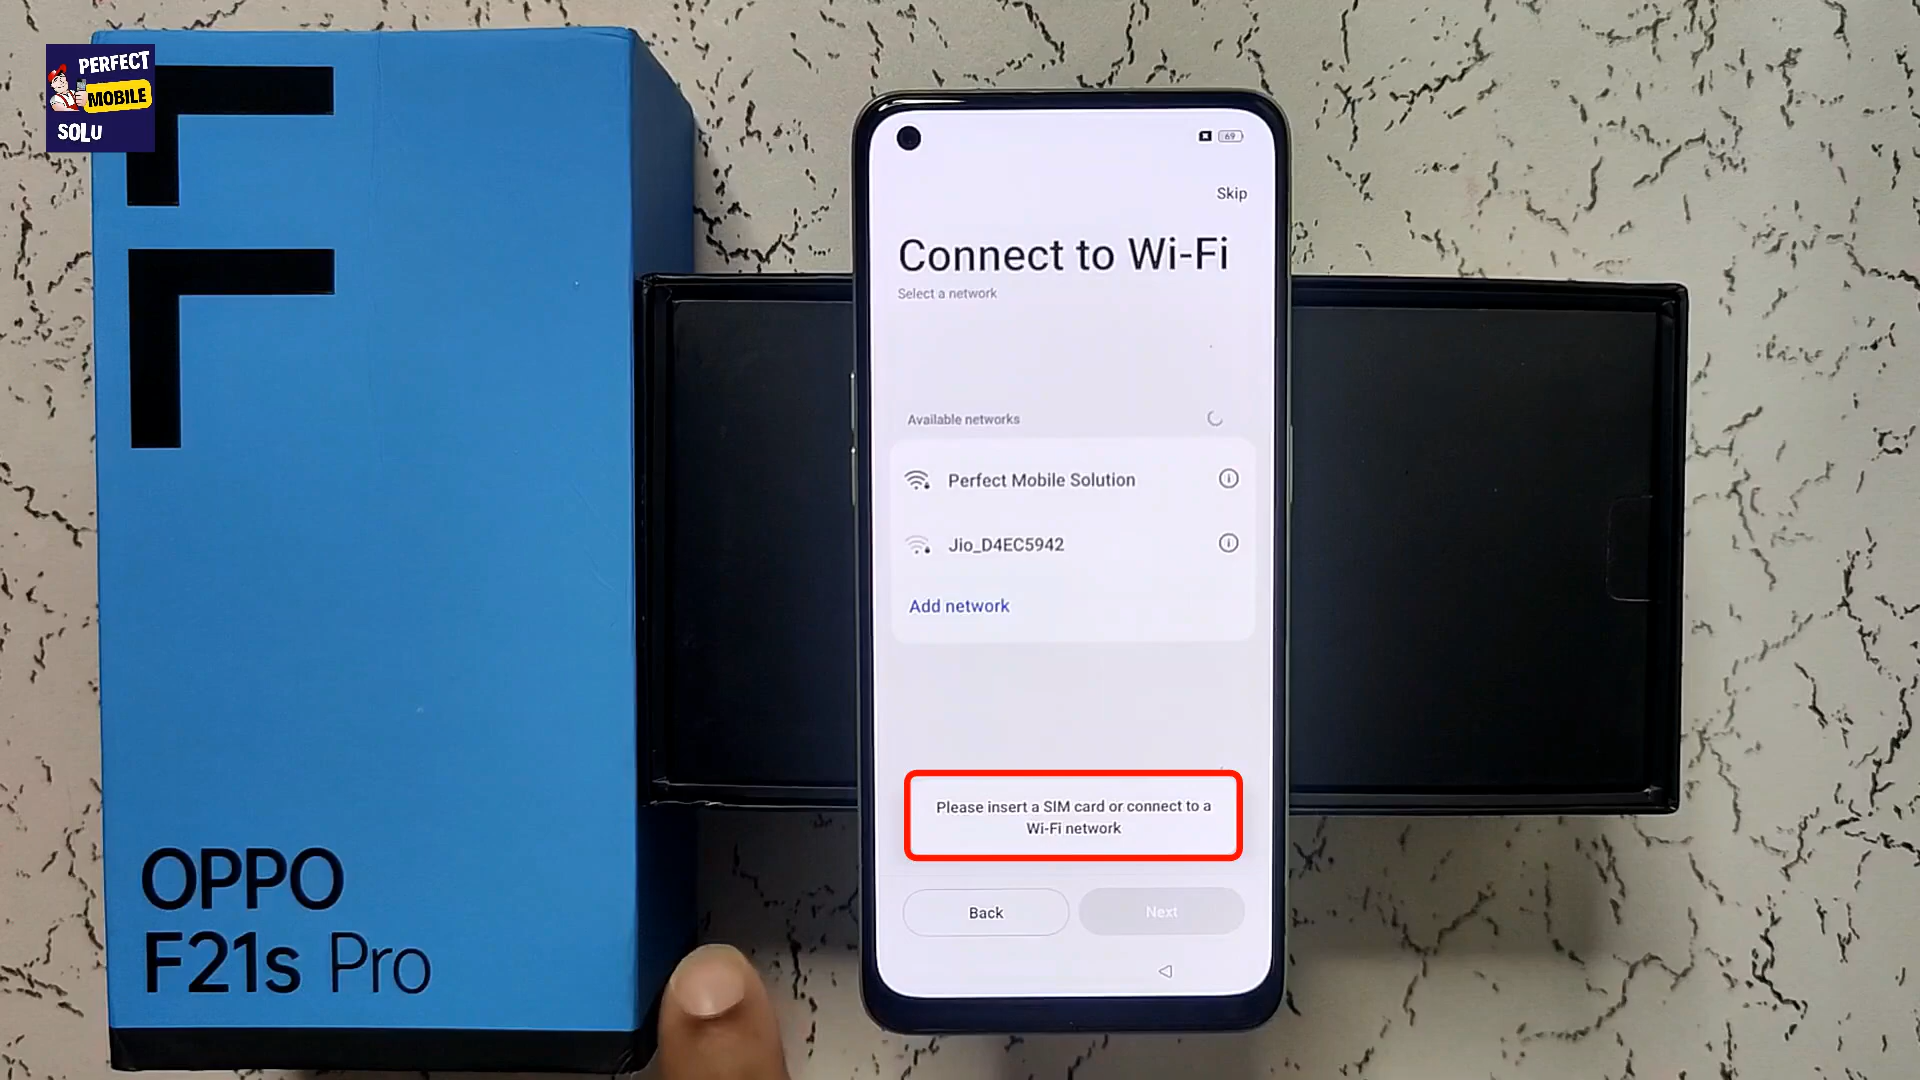 PERFECT
MOBILE
SOLU
OPPO
F21s Pro
69
Skip
Connect to Wi-Fi
Select a network
Available networks
Perfect Mobile Solution
Jio_D4EC5942
Add network
Please insert a SIM card or connect to a
Wi-Fi network
Back
Next